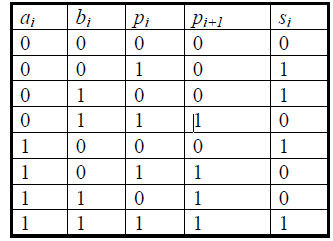 a_i b_i p_i p_{i+1} s_i
0 0 0 0 0
0 0 1 0 1
0 1 0 0 1
0 1 1 1 0
1 0 0 0 1
1 0 1 1 0
1 1 0 1 0
1 1 1 1 1